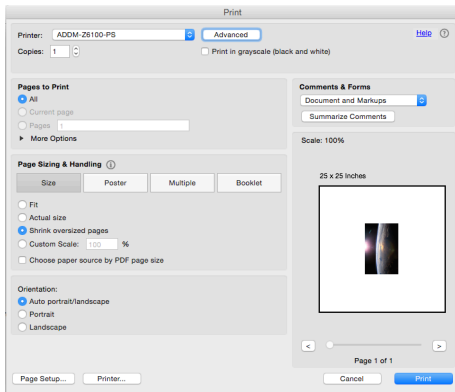 Print
Printer: ADDM-Z6100-PS Advanced Help
Copies: 1 Print in grayscale (black and white)
Pages to Print
All
Current page
Pages 1
More Options
Comments & Forms
Document and Markups
Summarize Comments
Page Sizing & Handling
Size Poster Multiple Booklet
Fit
Actual size
Shrink oversized pages
Custom Scale: 100 %
Choose paper source by PDF page size
Orientation:
Auto portrait/landscape
Portrait
Landscape
Scale: 100%
25 x 25 Inches
< >
Page 1 of 1
Page Setup... Printer... Cancel Print